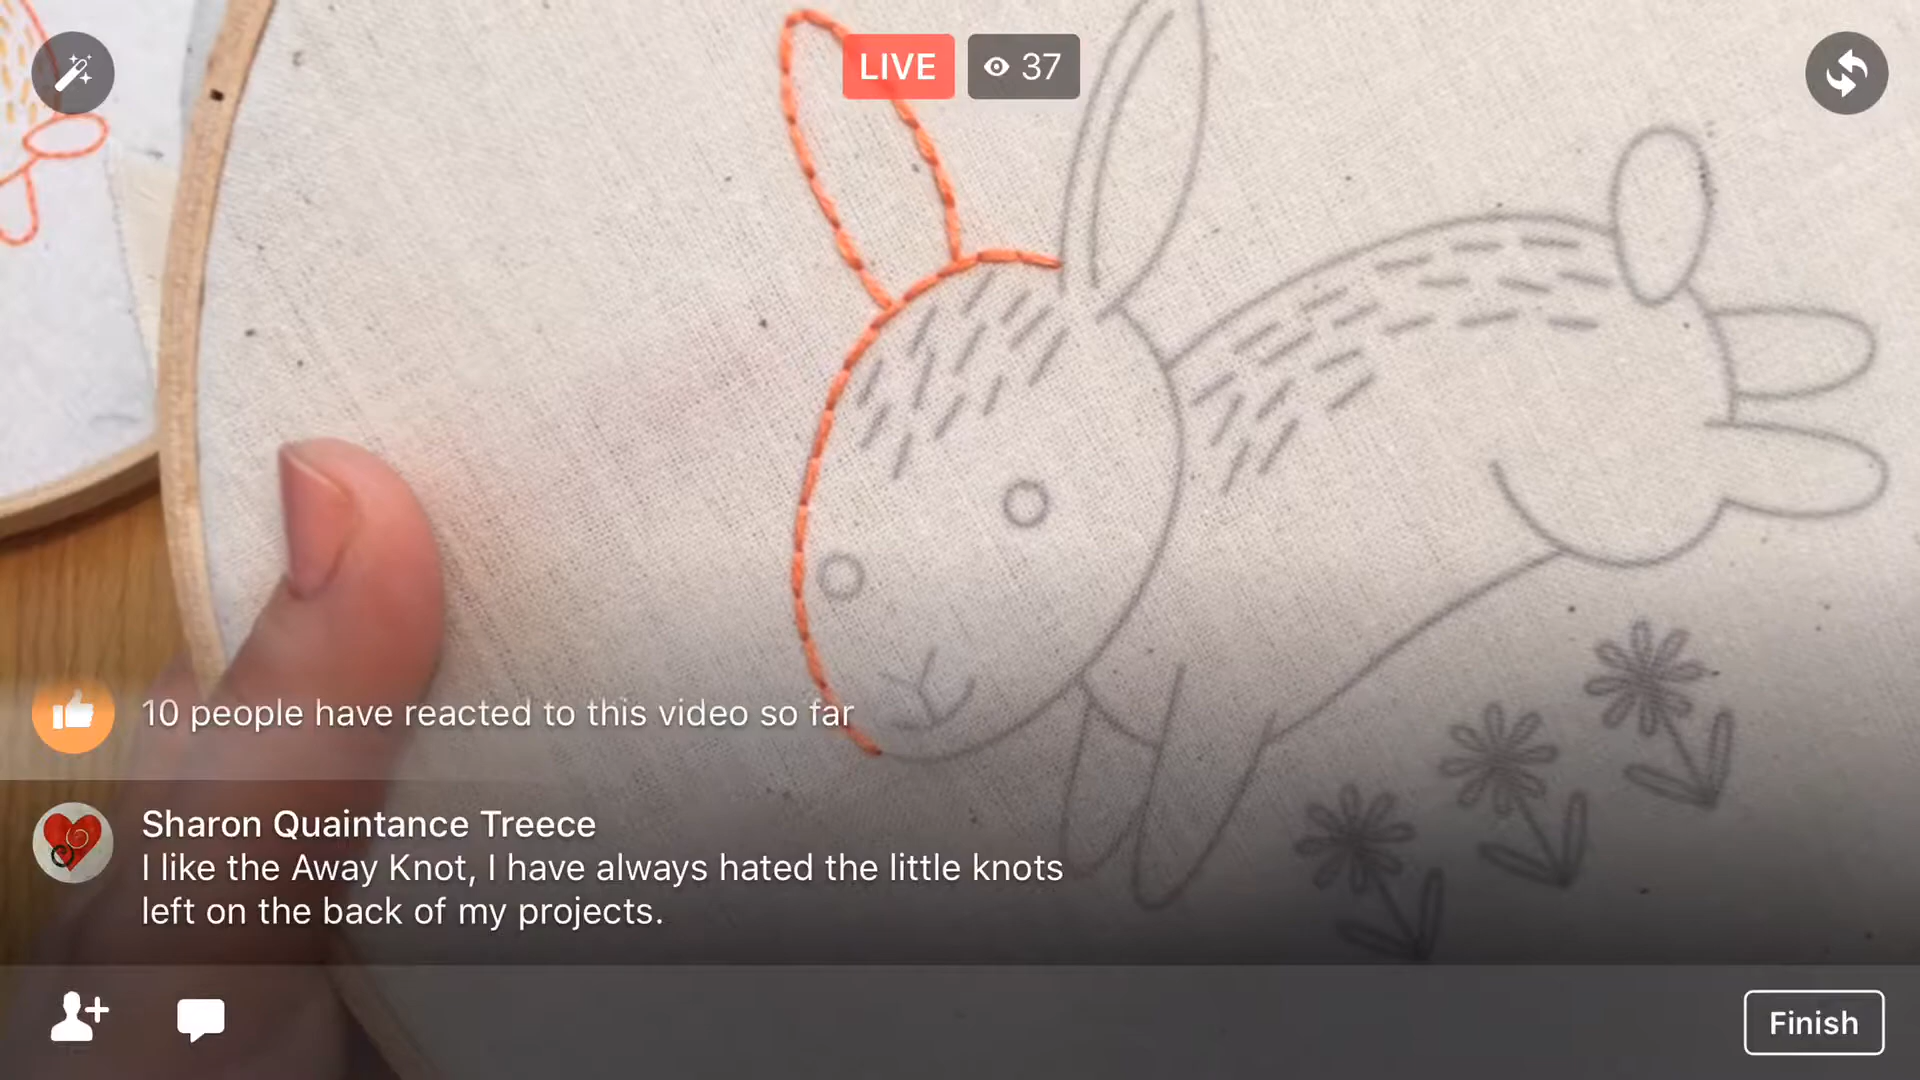 LIVE
37
10 people have reacted to this video so far
Sharon Quaintance Treece
I like the Away Knot, I have always hated the little knots
left on the back of my projects.
Finish